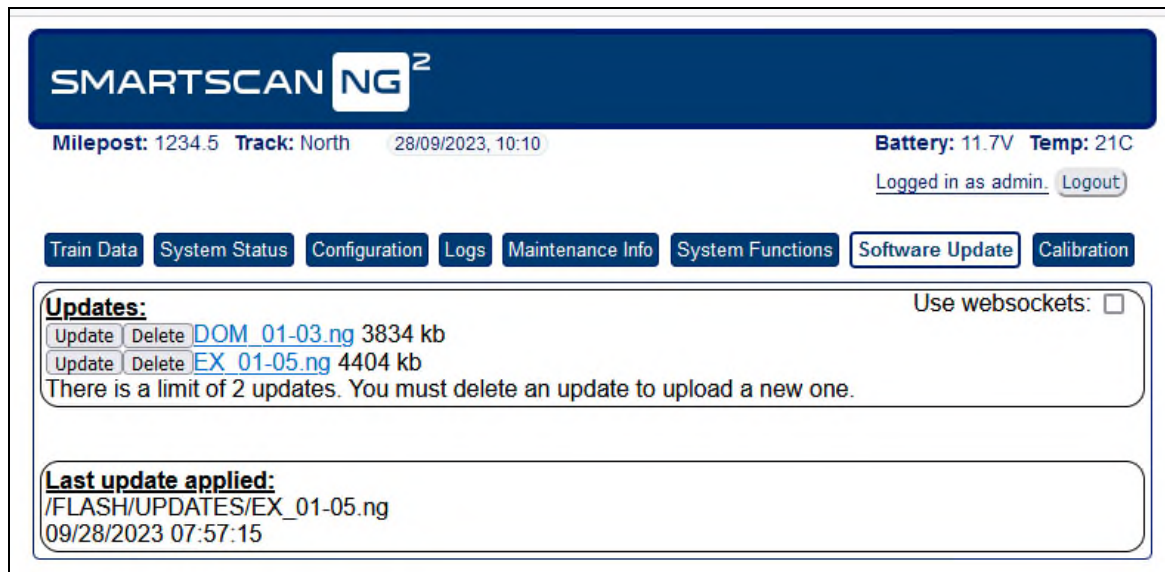 SMARTSCAN NG2
Milepost: 1234.5 Track: North 28/09/2023, 10:10 Battery: 11.7V Temp: 21C
Logged in as admin. Logout
Train Data System Status Configuration Logs Maintenance Info System Functions Software Update Calibration
Updates: Use websockets:
Update Delete DOM_01-03.ng 3834 kb
Update Delete EX_01-05.ng 4404 kb
There is a limit of 2 updates. You must delete an update to upload a new one.
Last update applied:
/FLASH/UPDATES/EX_01-05.ng
09/28/2023 07:57:15